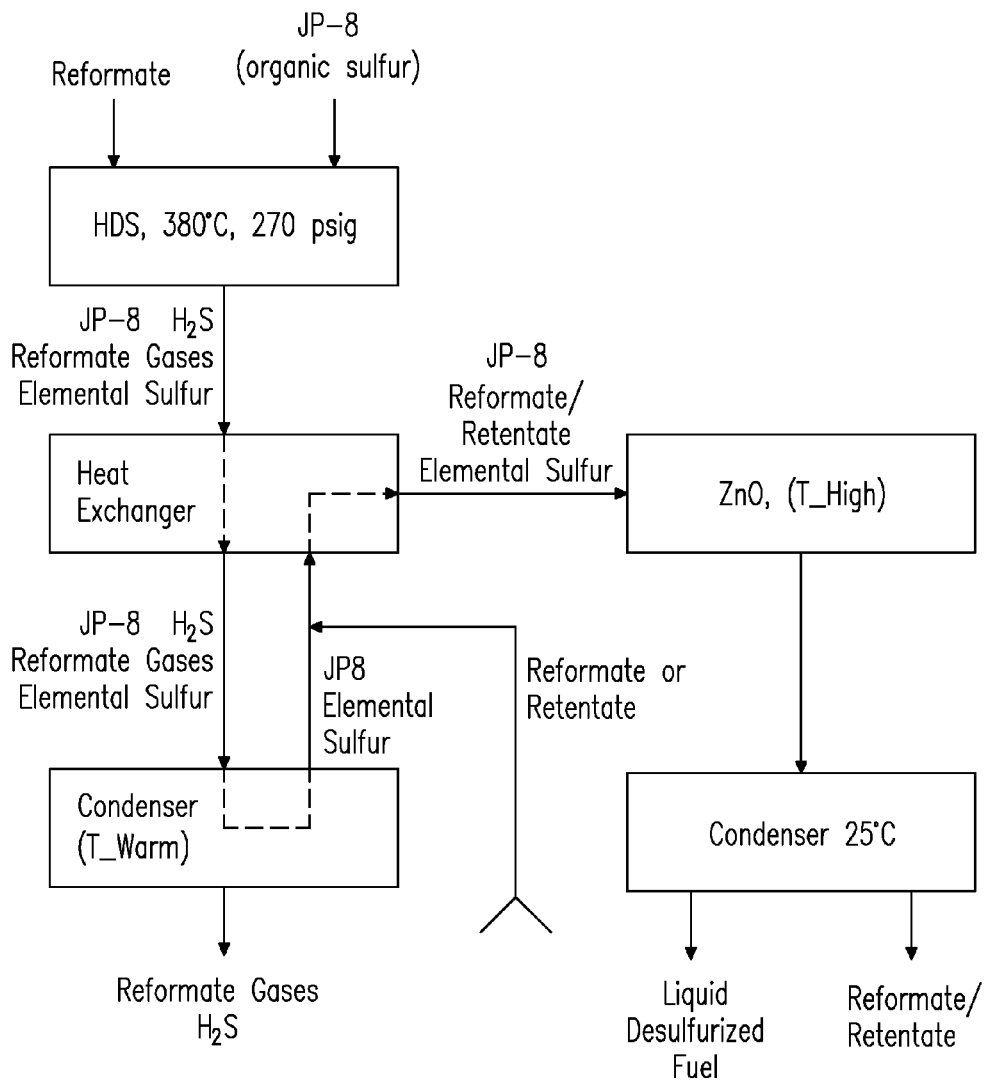 JP-8
(organic sulfur)
Reformate
HDS, 380°C, 270 psig
JP-8 H₂S
Reformate Gases
Elemental Sulfur
JP-8
Reformate/
Retentate
Elemental Sulfur
Heat
Exchanger
ZnO, (T_High)
JP-8 H₂S
Reformate Gases
Elemental Sulfur
JP8
Elemental
Sulfur
Reformate or
Retentate
Condenser
(T_Warm)
Condenser 25°C
Reformate Gases
H₂S
Liquid
Desulfurized
Fuel
Reformate/
Retentate